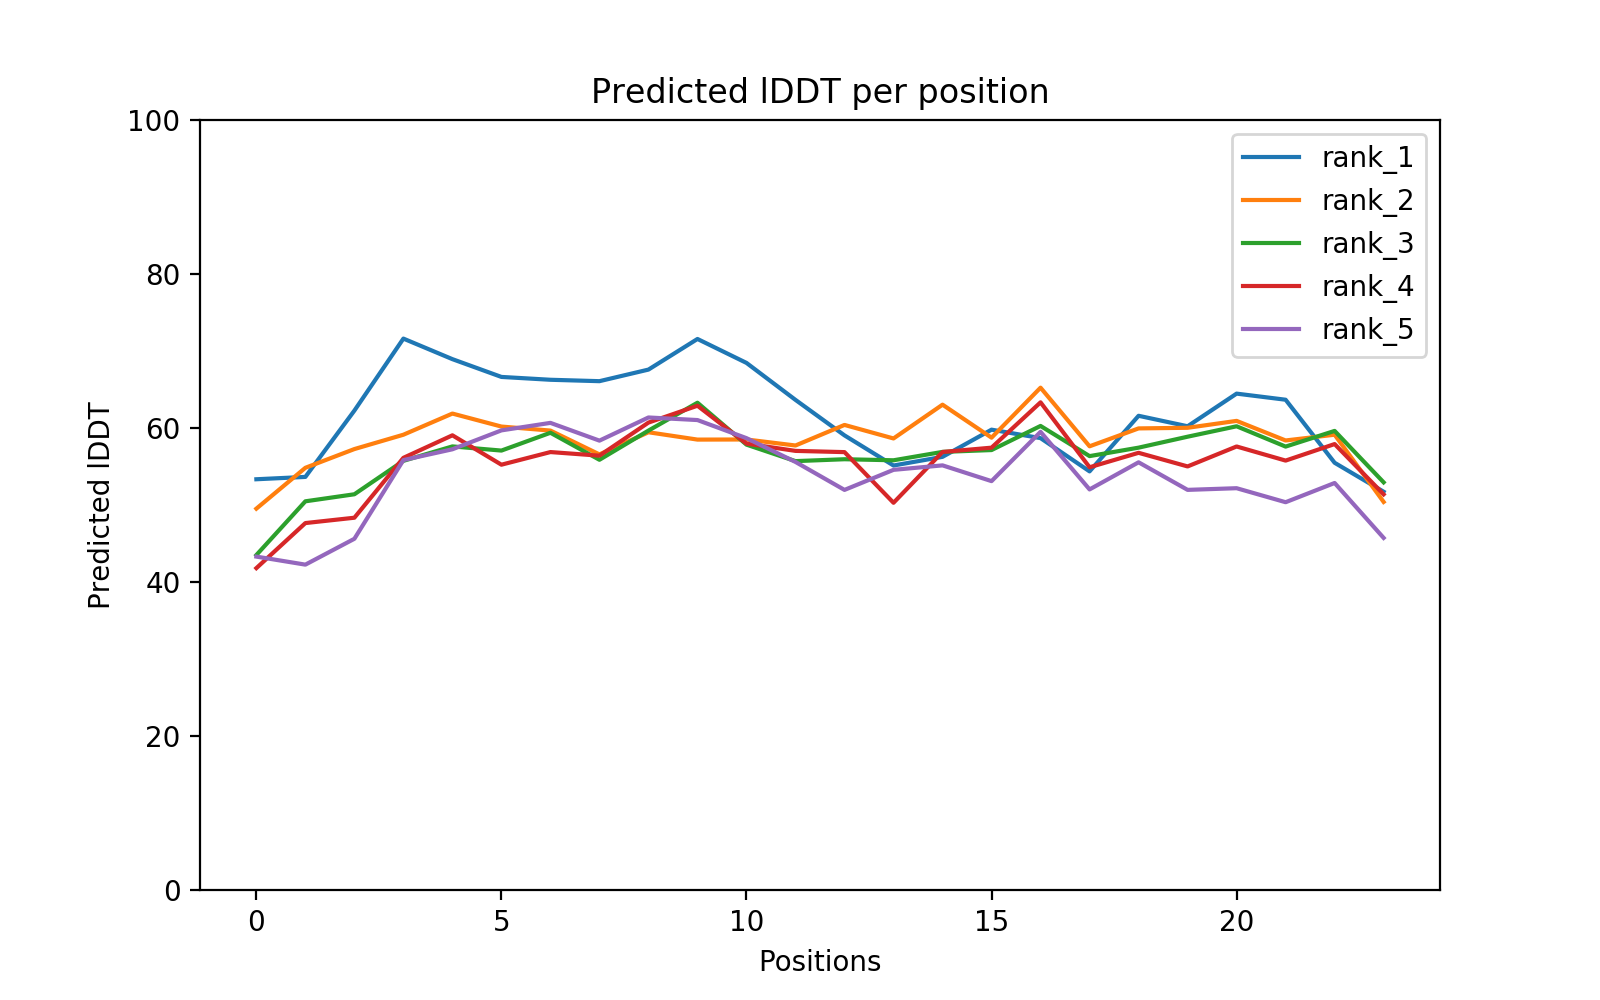 Predicted lDDT per position
100
80
60
40
20
0
Predicted lDDT
rank_1
rank_2
rank_3
rank_4
rank_5
0 5 10 15 20
Positions